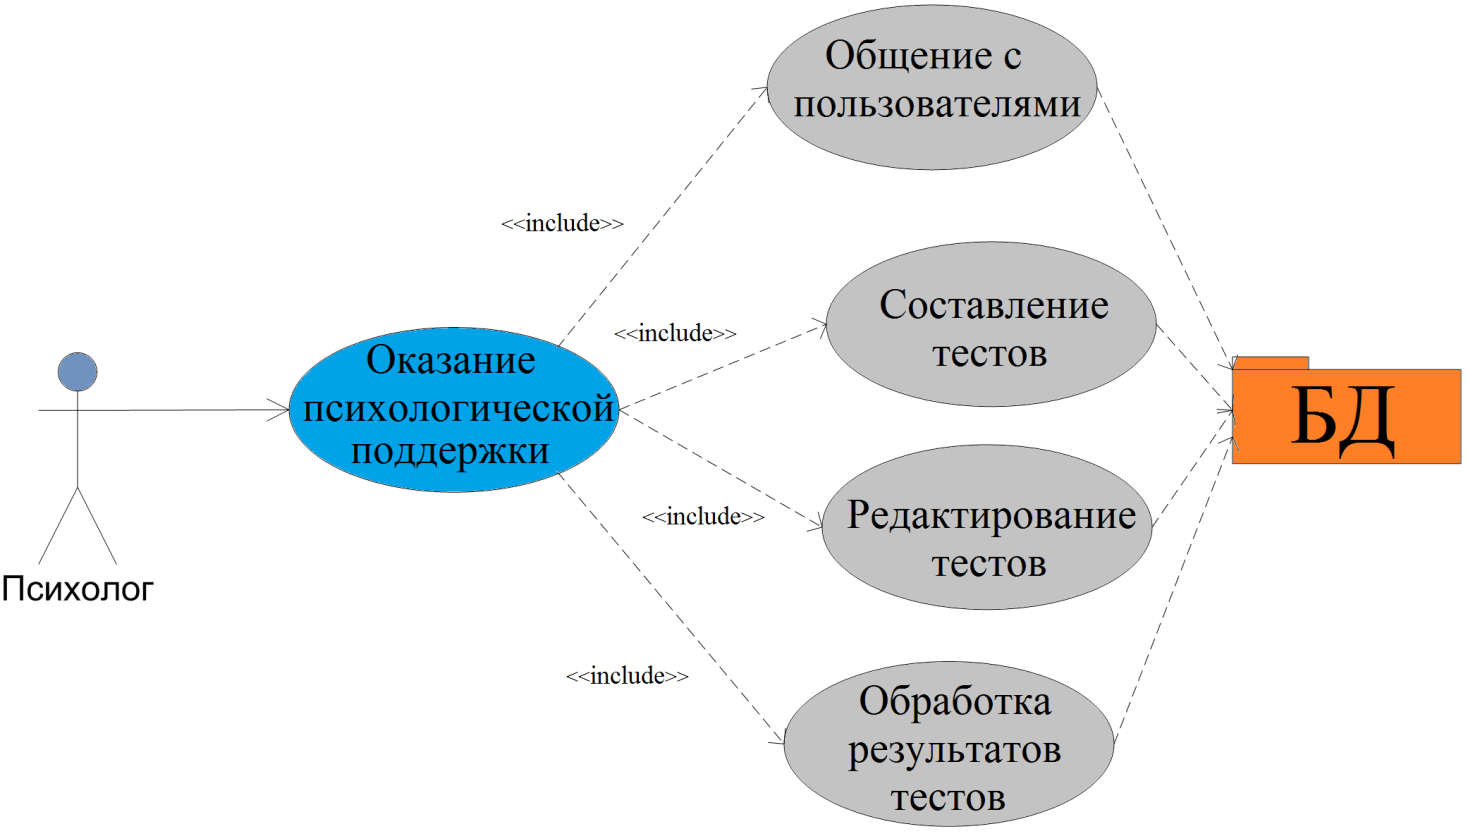 Общение с
пользователями
<<include>>
Составление
тестов
<<include>>
Оказание
психологической
поддержки
БД
Редактирование
тестов
<<include>>
Психолог
<<include>>
Обработка
результатов
тестов